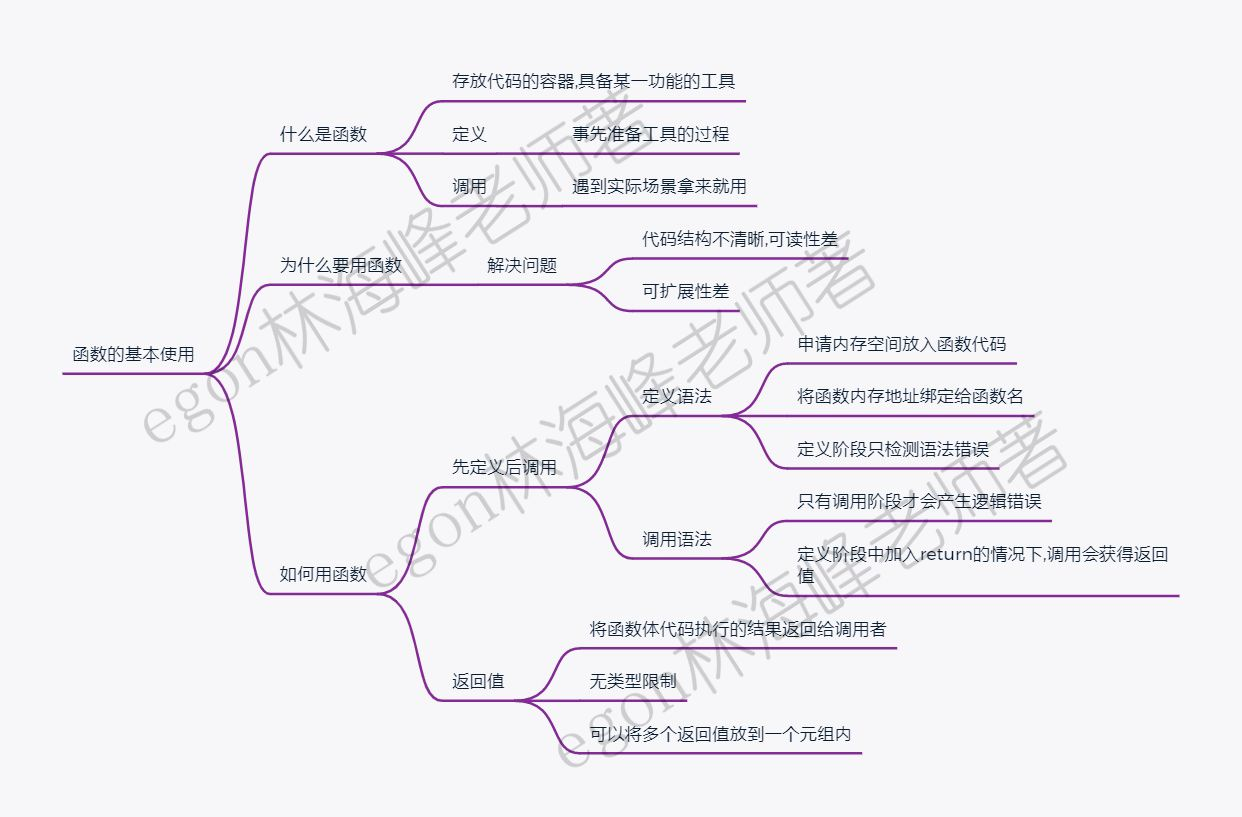 函数的基本使用
什么是函数
存放代码的容器,具备某一功能的工具
定义
事先准备工具的过程
调用
遇到实际场景拿来就用
为什么要用函数
解决问题
代码结构不清晰,可读性差
可扩展性差
如何用函数
先定义后调用
定义语法
申请内存空间放入函数代码
将函数内存地址绑定给函数名
定义阶段只检测语法错误
调用语法
只有调用阶段才会产生逻辑错误
定义阶段中加入return的情况下,调用会获得返回
值
返回值
将函数体代码执行的结果返回给调用者
无类型限制
可以将多个返回值放到一个元组内
egon林海峰老师著
egon林海峰老师著
egon林海峰老师著